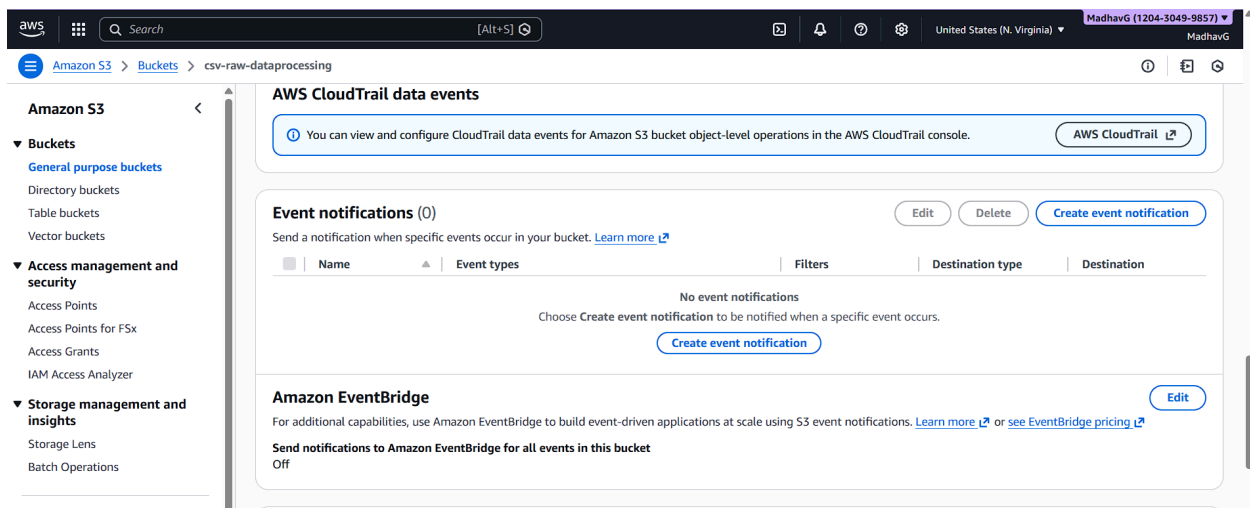 aws
Search
[Alt+S]
United States (N. Virginia)
MadhavG (1204-3049-9857)
MadhavG
Amazon S3 > Buckets > csv-raw-dataprocessing
Amazon S3
Buckets
General purpose buckets
Directory buckets
Table buckets
Vector buckets
Access management and
security
Access Points
Access Points for FSx
Access Grants
IAM Access Analyzer
Storage management and
insights
Storage Lens
Batch Operations
AWS CloudTrail data events
You can view and configure CloudTrail data events for Amazon S3 bucket object-level operations in the AWS CloudTrail console.
AWS CloudTrail
Event notifications (0)
Edit
Delete
Create event notification
Send a notification when specific events occur in your bucket. Learn more
Name
Event types
Filters
Destination type
Destination
No event notifications
Choose Create event notification to be notified when a specific event occurs.
Create event notification
Amazon EventBridge
Edit
For additional capabilities, use Amazon EventBridge to build event-driven applications at scale using S3 event notifications. Learn more or see EventBridge pricing
Send notifications to Amazon EventBridge for all events in this bucket
Off